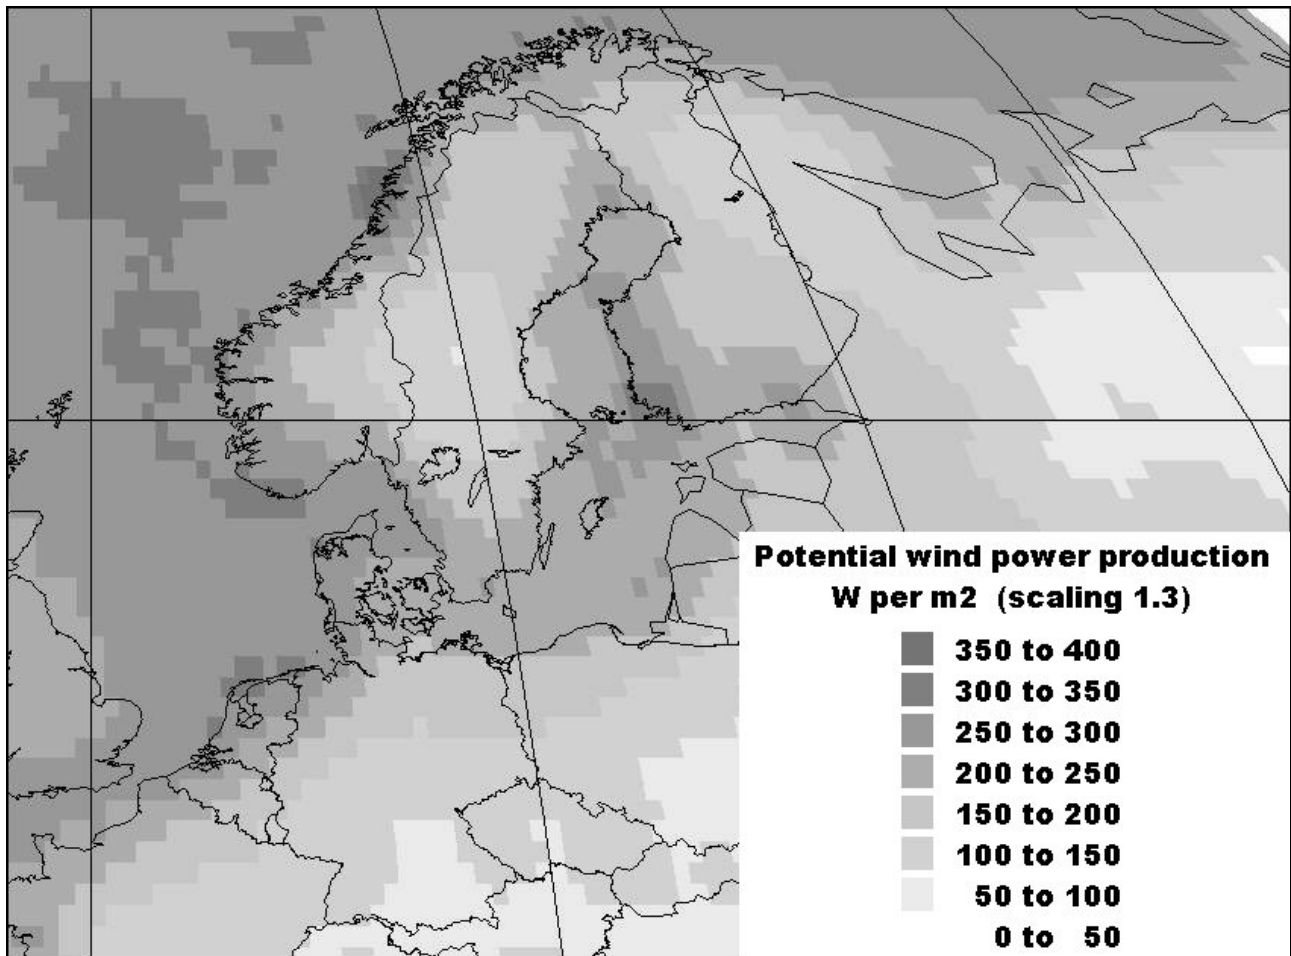 Potential wind power production
W per m2 (scaling 1.3)
350 to 400
300 to 350
250 to 300
200 to 250
150 to 200
100 to 150
50 to 100
0 to 50